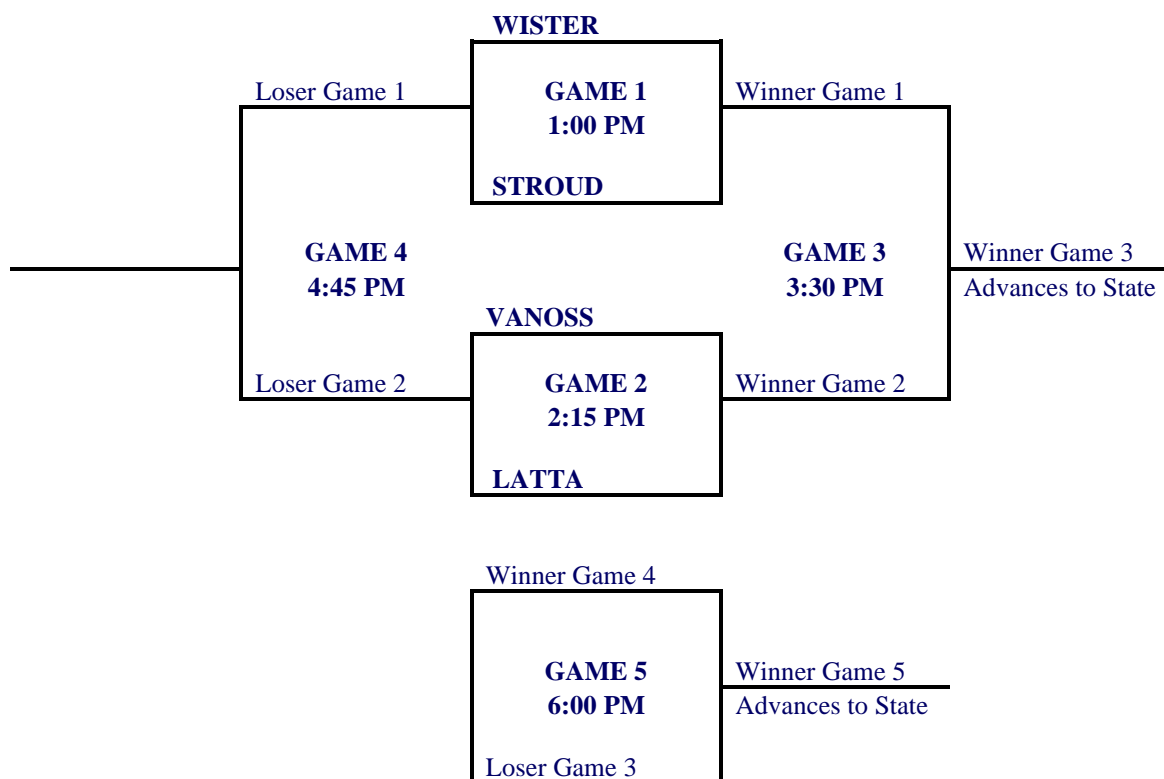 WISTER
Loser Game 1
GAME 1
Winner Game 1
1:00 PM
STROUD
GAME 4
GAME 3
Winner Game 3
4:45 PM
3:30 PM
Advances to State
VANOSS
Loser Game 2
GAME 2
Winner Game 2
2:15 PM
LATTA
Winner Game 4
GAME 5
Winner Game 5
6:00 PM
Advances to State
Loser Game 3